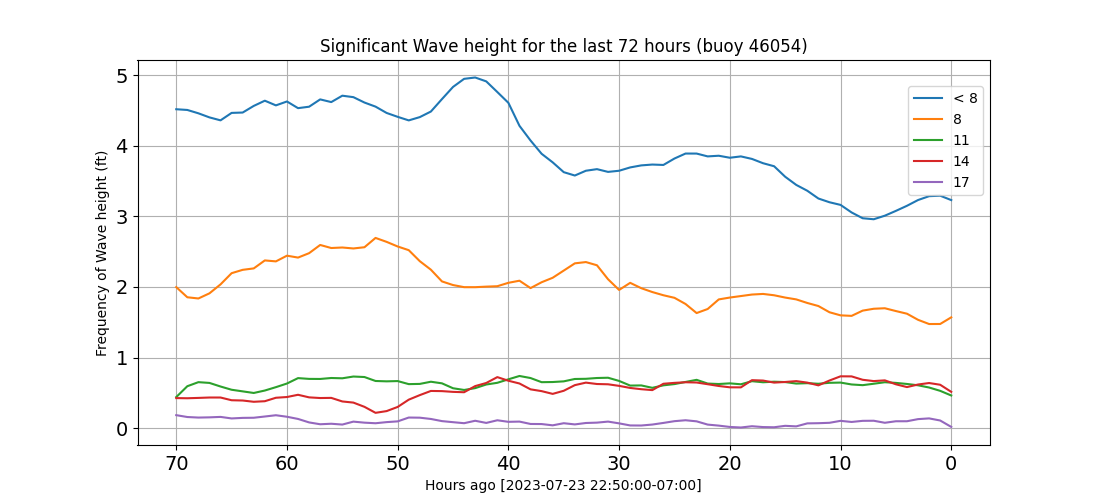 Significant Wave height for the last 72 hours (buoy 46054)
Frequency of Wave height (ft)
5
4
3
2
1
0
< 8
8
11
14
17
70 60 50 40 30 20 10 0
Hours ago [2023-07-23 22:50:00-07:00]